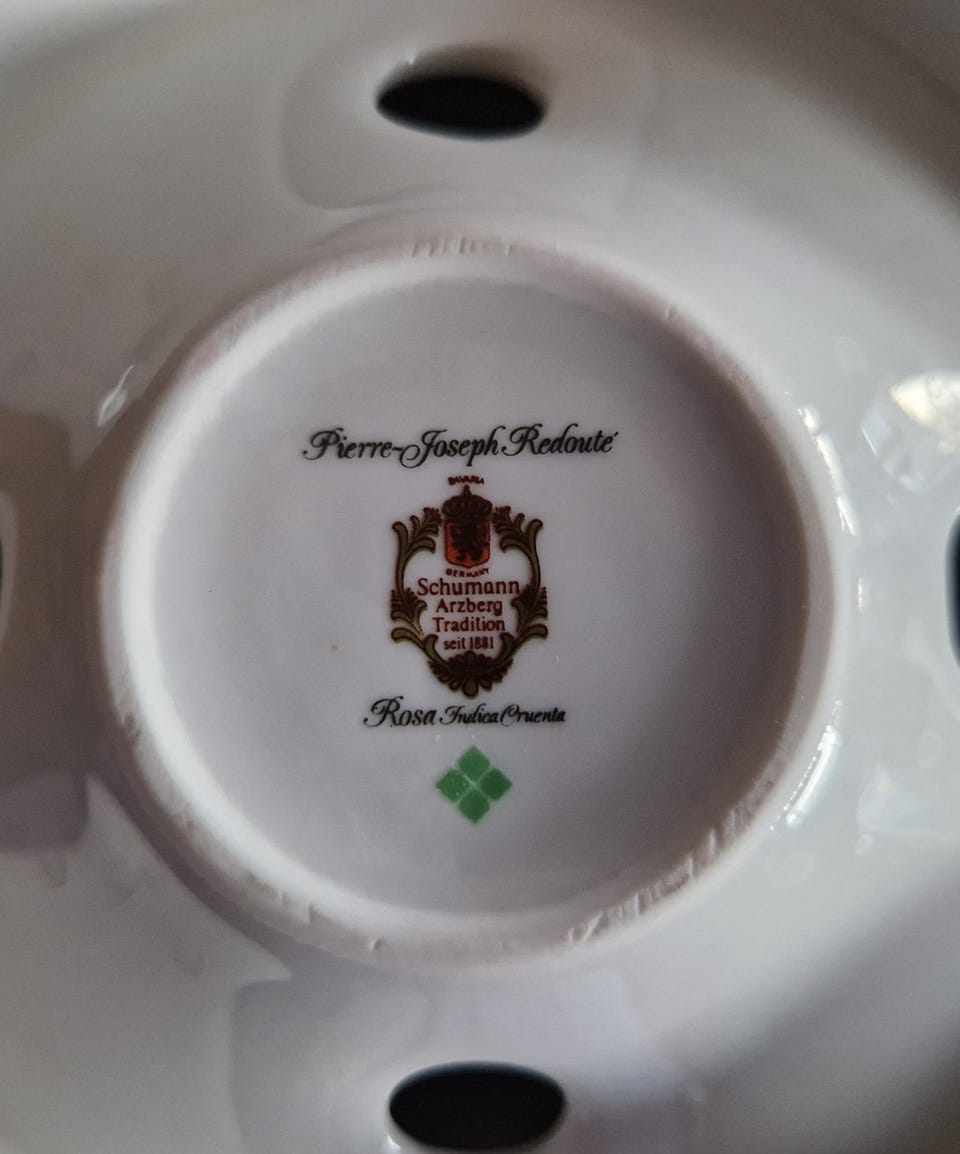 Pierre-Joseph Redouté
BAVARIA
GERMANY
Schumann
Arzberg
Tradition
seit 1881
Rosa Indica Cruenta